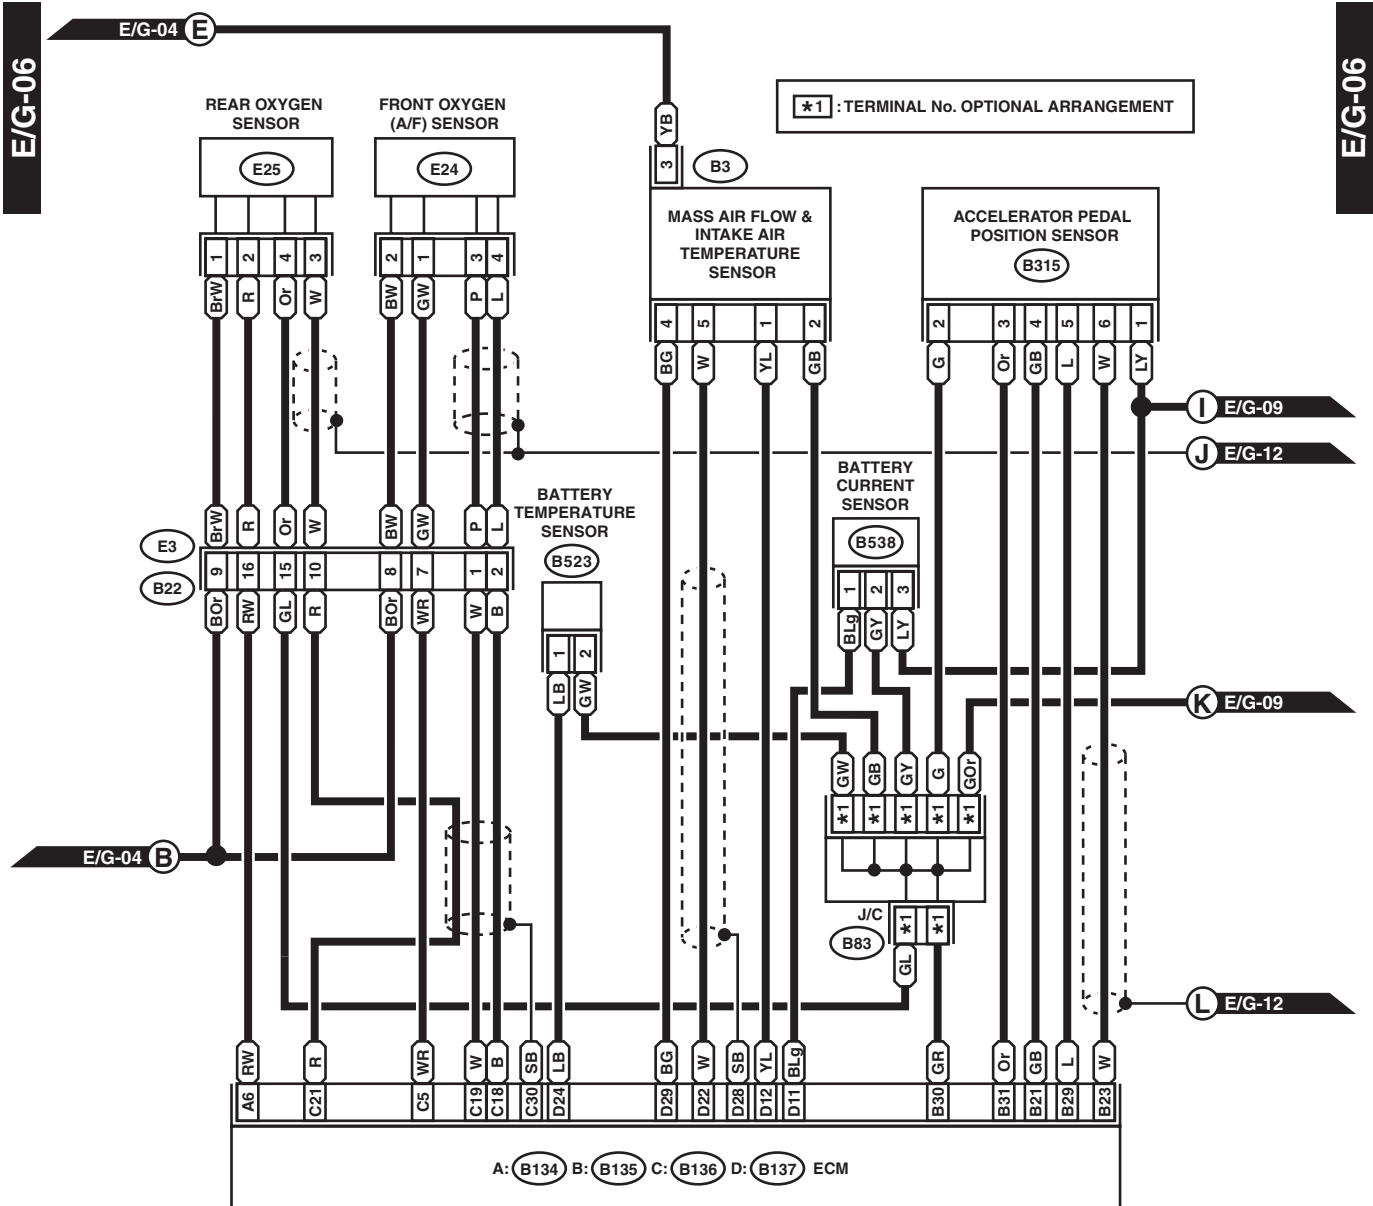 E/G-06
E/G-04 E
E/G-06
*1 : TERMINAL No. OPTIONAL ARRANGEMENT
REAR OXYGEN
SENSOR
E25
FRONT OXYGEN
(A/F) SENSOR
E24
YB
3
B3
MASS AIR FLOW &
INTAKE AIR
TEMPERATURE
SENSOR
ACCELERATOR PEDAL
POSITION SENSOR
B315
1 2 4 3 2 1 3 4
BrW R Or W BW GW P L
4 5 1 2 2 3 4 5 6 1
BG W YL GB G Or GB L W LY
I E/G-09
J E/G-12
BATTERY
CURRENT
SENSOR
B538
BATTERY
TEMPERATURE
SENSOR
B523
BrW R Or W BW GW P L
E3
B22
9 16 15 10 8 7 1 2
BOr RW GL R BOr WR W B
1 2 3
BLg GY LY
1 2
LB GW
K E/G-09
GW GB GY G GOr
*1 *1 *1 *1 *1
E/G-04 B
J/C
B83
*1 *1
GL
L E/G-12
RW R WR W B SB LB BG W SB YL BLg GR Or GB L W
A6 C21 C5 C19 C18 C30 D24 D29 D22 D28 D12 D11 B30 B31 B21 B29 B23
A: B134 B: B135 C: B136 D: B137 ECM